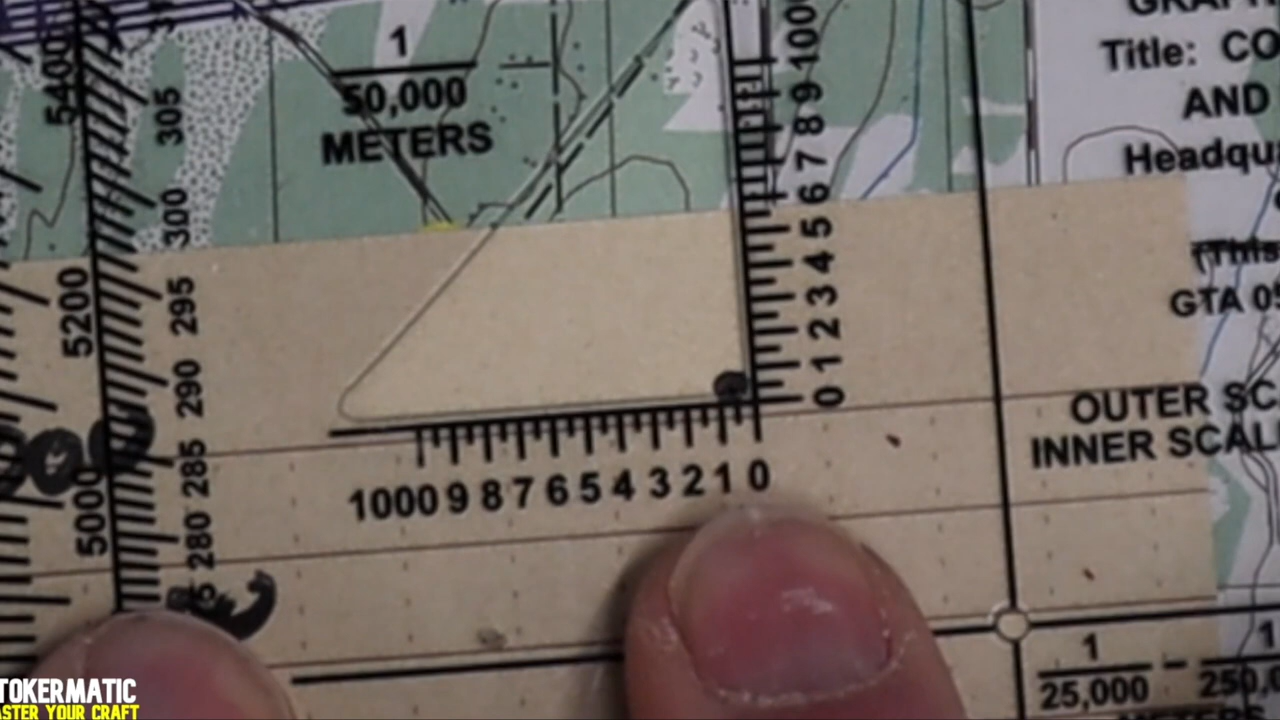 1
50,000
METERS
5400
305
300
5200
295
290
285
5000
280
1000
9
8
7
6
5
4
3
2
1
0
1000 9 8 7 6 5 4 3 2 1 0
Title: CO
AND
Headqu
(This
GTA 05
OUTER SC
INNER SCAL
1
25,000
-
1
250,0
TOKERMATIC
ASTER YOUR CRAFT